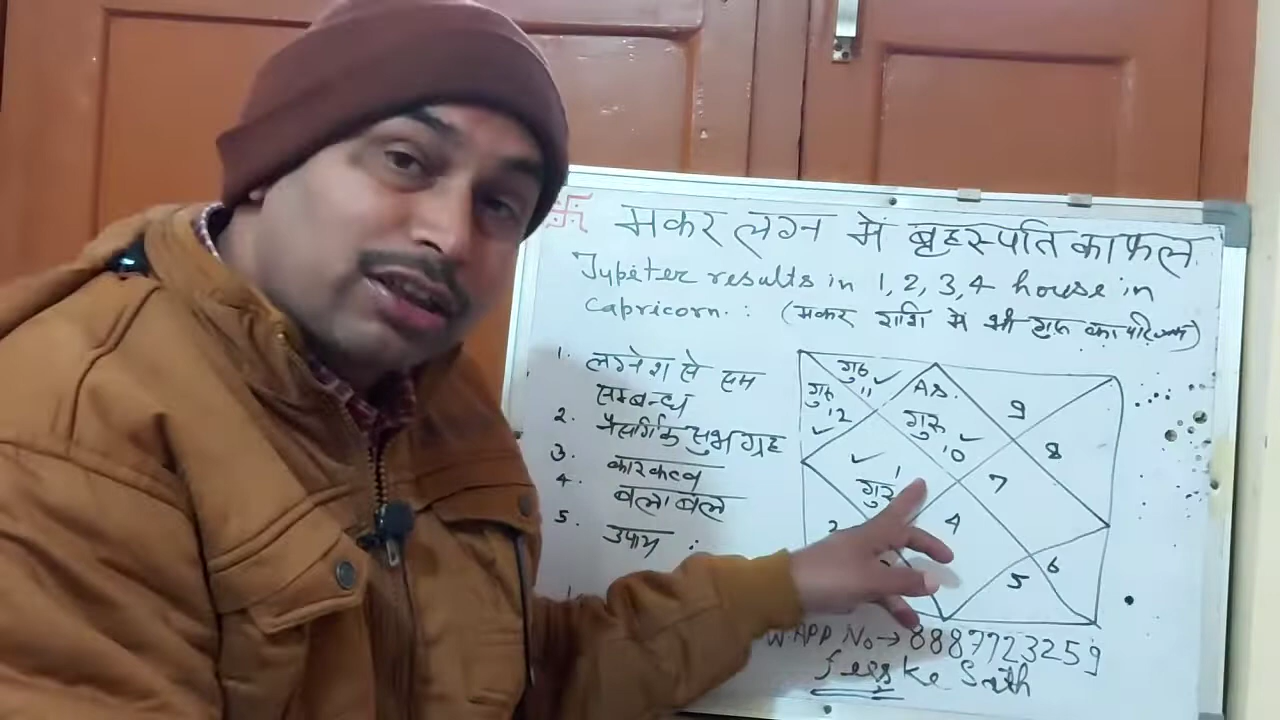 卐 मकर लग्न में बृहस्पति का फल
Jupiter results in 1, 2, 3, 4 house in
Capricorn. : (मकर राशि में भी गुरु का परिणाम)
1. लग्नेश से सम
सम्बन्ध
2. नैसर्गिक शुभ ग्रह
3. कारकत्व
4. बलाबल
5. उपाय :
गुरु 11
गुरु 12
AS.
गुरु
10
9
8
1
गुरु
7
4
2
5
6
W.APP No → 8887723259
fees ke Sath